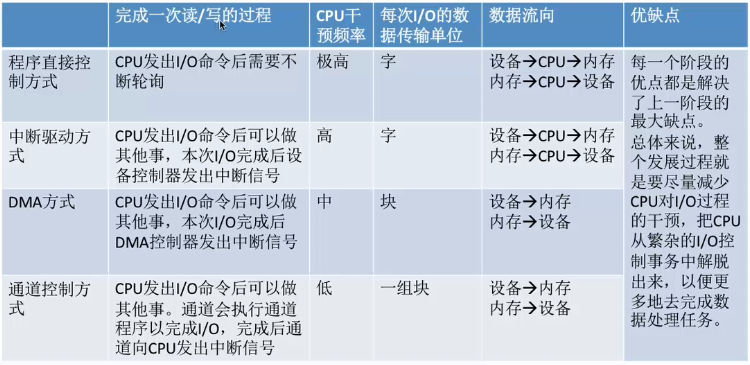 完成一次读/写的过程
CPU干
预频率
每次I/O的数
据传输单位
数据流向
优缺点
程序直接控
制方式
CPU发出I/O命令后需要不
断轮询
极高
字
设备→CPU→内存
内存→CPU→设备
每一个阶段的
优点都是解决
了上一阶段的
最大缺点。
总体来说，整
个发展过程就
是要尽量减少
CPU对I/O过程
的干预，把CPU
从繁杂的I/O控
制事务中解脱
出来，以便更
多地去完成数
据处理任务。
中断驱动方
式
CPU发出I/O命令后可以做
其他事，本次I/O完成后设
备控制器发出中断信号
高
字
设备→CPU→内存
内存→CPU→设备
DMA方式
CPU发出I/O命令后可以做
其他事，本次I/O完成后
DMA控制器发出中断信号
中
块
设备→内存
内存→设备
通道控制方
式
CPU发出I/O命令后可以做
其他事。通道会执行通道
程序以完成I/O，完成后通
道向CPU发出中断信号
低
一组块
设备→内存
内存→设备